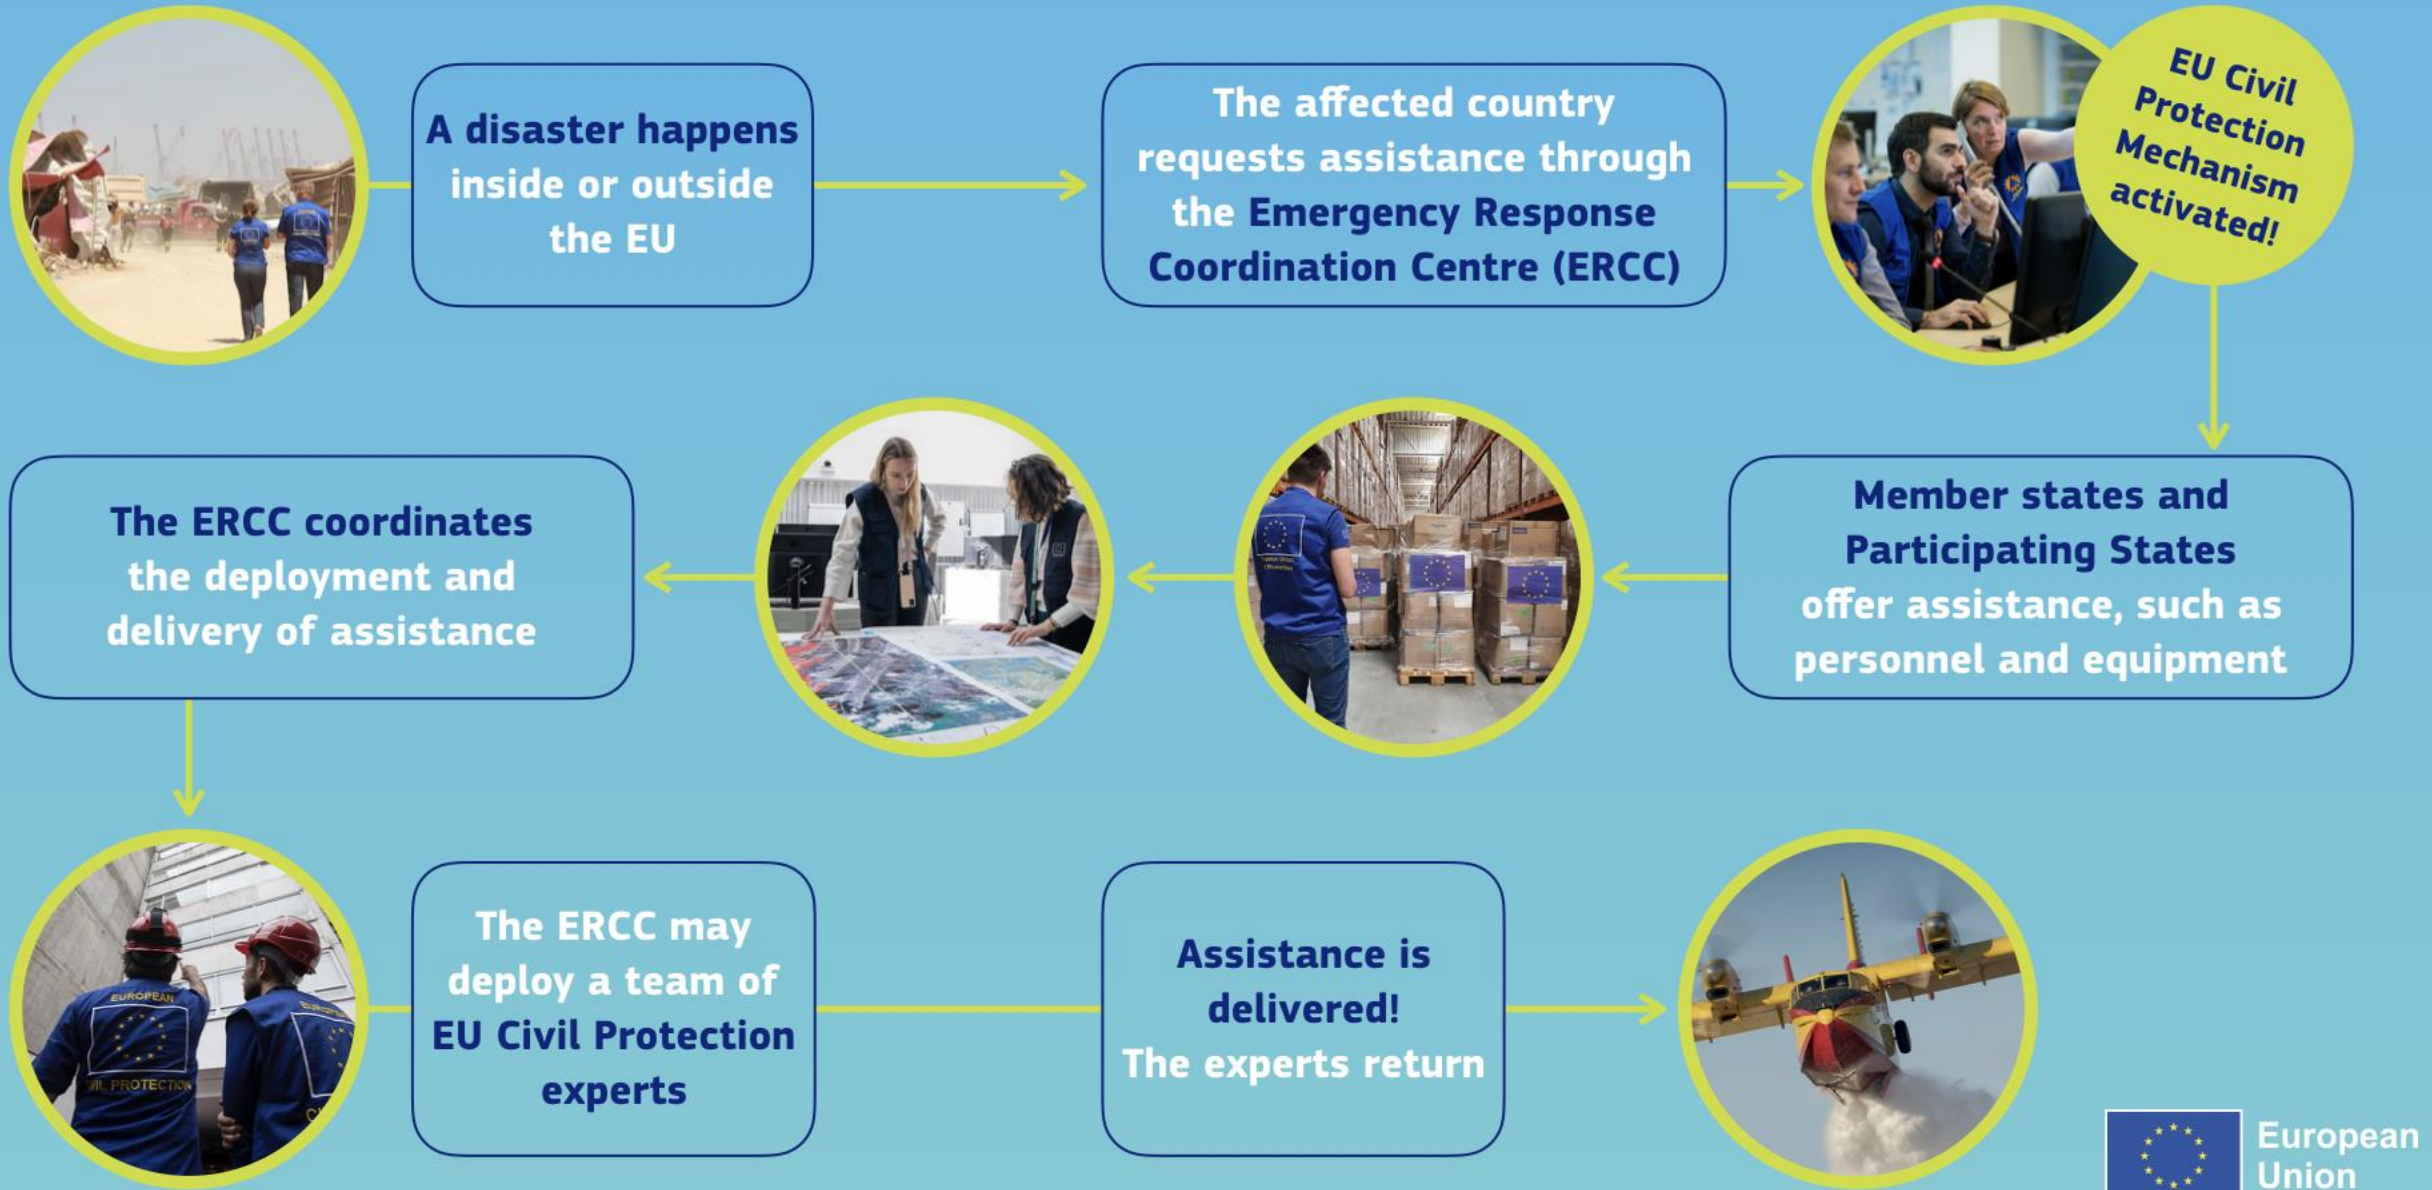 A disaster happens
inside or outside
the EU
The affected country
requests assistance through
the Emergency Response
Coordination Centre (ERCC)
EU Civil
Protection
Mechanism
activated!
Member states and
Participating States
offer assistance, such as
personnel and equipment
The ERCC coordinates
the deployment and
delivery of assistance
EUROPEAN
CIVIL PROTECTION
The ERCC may
deploy a team of
EU Civil Protection
experts
Assistance is
delivered!
The experts return
European
Union